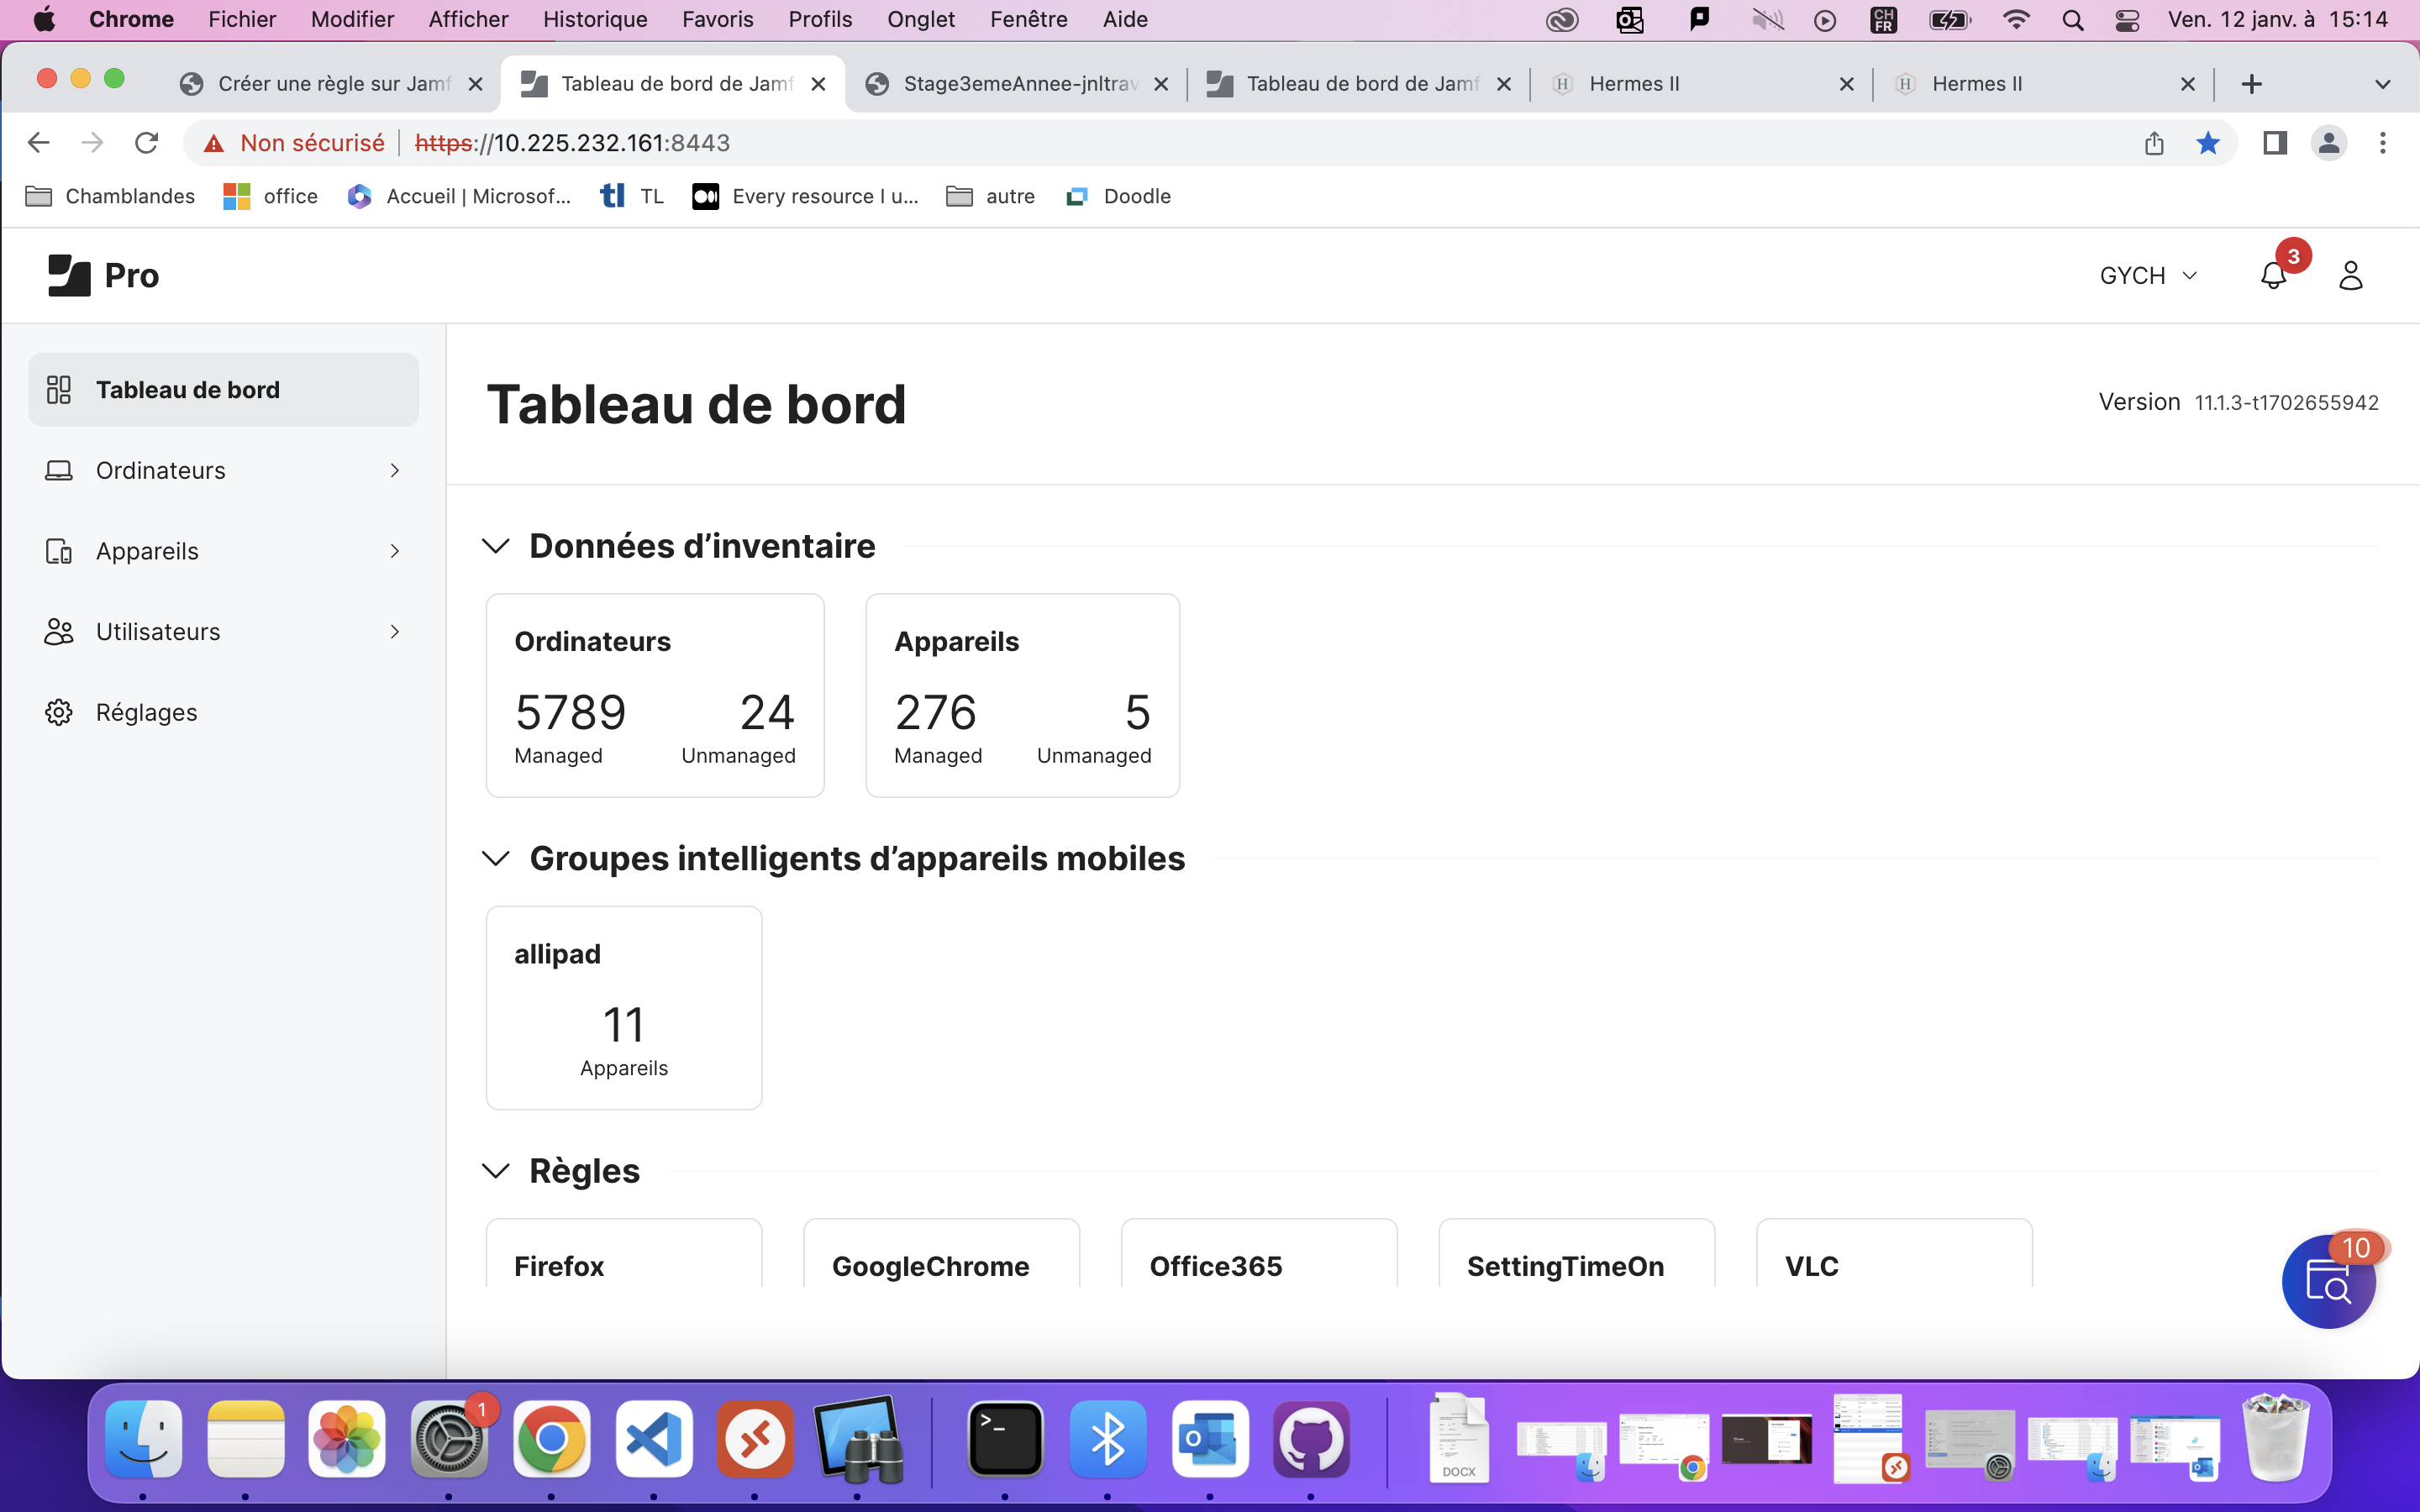 Chrome Fichier Modifier Afficher Historique Favoris Profils Onglet Fenêtre Aide CH FR Ven. 12 janv. à 15:14
Créer une règle sur Jamf Tableau de bord de Jamf Stage3emeAnnee-jnltrav Tableau de bord de Jamf Hermes II Hermes II
Non sécurisé https://10.225.232.161:8443
Chamblandes office Accueil | Microsof... TL Every resource I u... autre Doodle
Pro GYCH 3
Tableau de bord
Ordinateurs
Appareils
Utilisateurs
Réglages
Tableau de bord Version 11.1.3-t1702655942
Données d’inventaire
Ordinateurs Appareils
5789 24 276 5
Managed Unmanaged Managed Unmanaged
Groupes intelligents d’appareils mobiles
allipad
11
Appareils
Règles
Firefox GoogleChrome Office365 SettingTimeOn VLC
10
1
DOCX